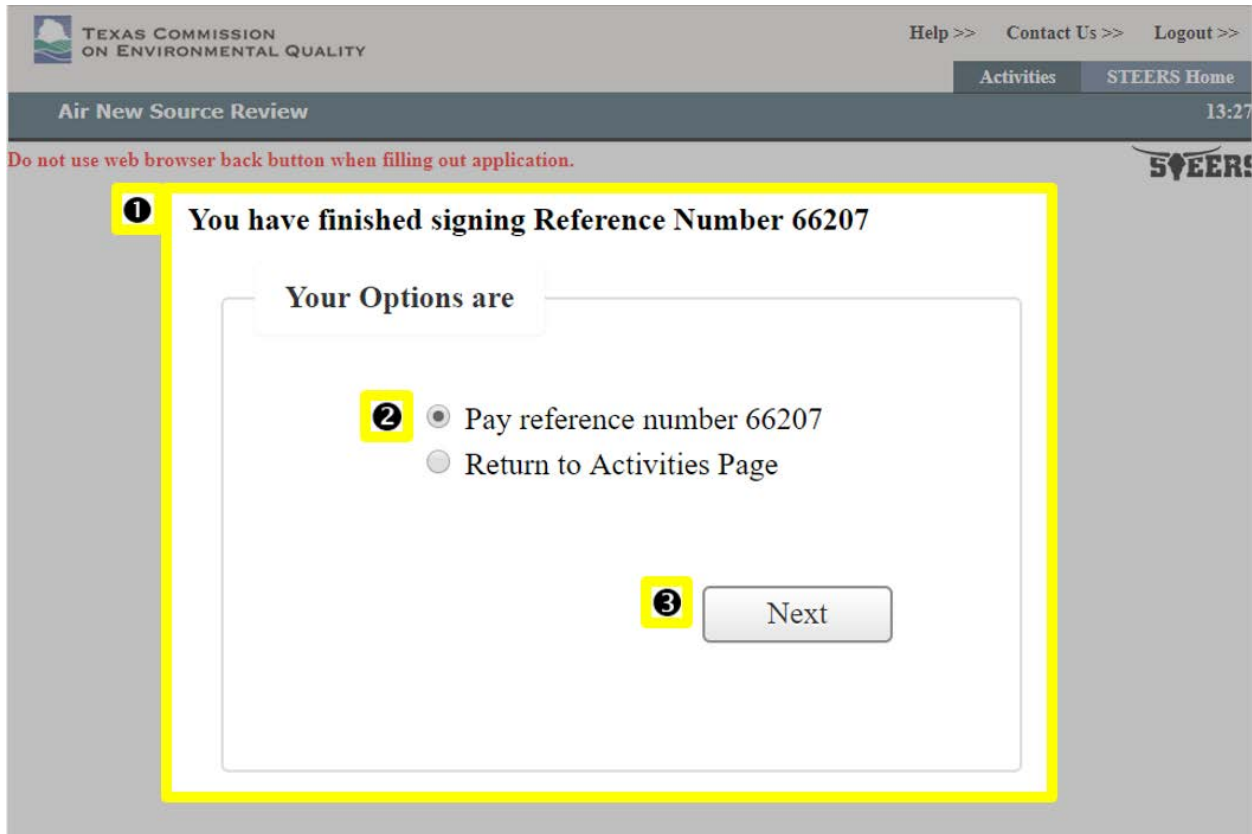 TEXAS COMMISSION
ON ENVIRONMENTAL QUALITY
Help >> Contact Us >> Logout >>
Activities STEERS Home
Air New Source Review 13:27
Do not use web browser back button when filling out application.
STEERS
❶ You have finished signing Reference Number 66207
Your Options are
❷ Pay reference number 66207
Return to Activities Page
❸ Next